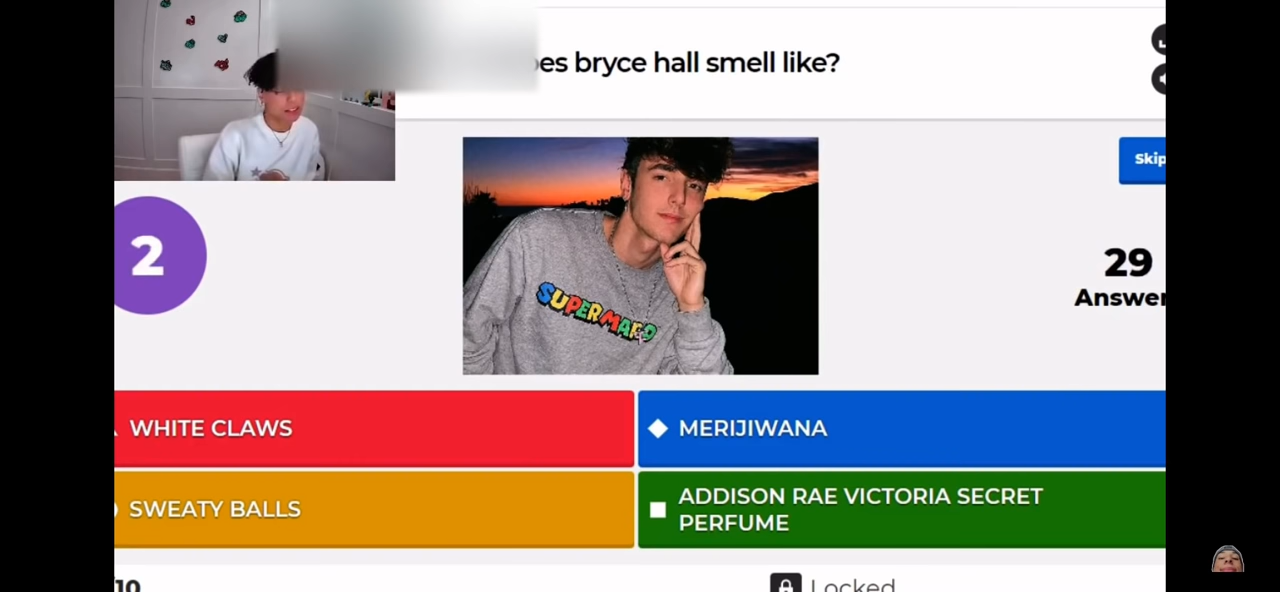 es bryce hall smell like?
Skip
2
SUPER MARIO
29
Answer
WHITE CLAWS
MERIJIWANA
SWEATY BALLS
ADDISON RAE VICTORIA SECRET
PERFUME
10
Locked